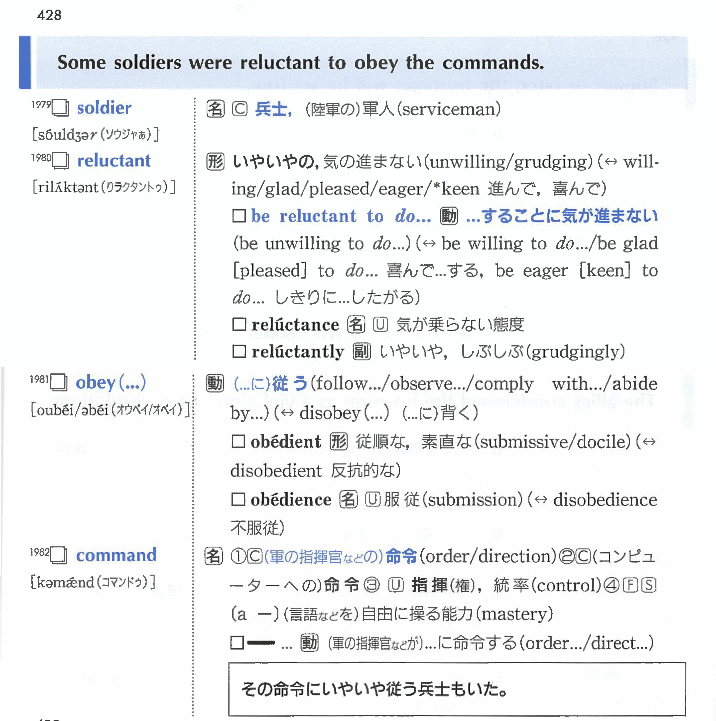 428
Some soldiers were reluctant to obey the commands.
1979 □ soldier
[sóuldʒər(ソウジャぁ)]
名 Ⓒ 兵士, (陸軍の)軍人(serviceman)
1980 □ reluctant
[rilʌ́ktənt(リラクタントゥ)]
形 いやいやの, 気の進まない(unwilling/grudging)(↔ will-
ing/glad/pleased/eager/*keen 進んで, 喜んで)
□ be reluctant to do... 動 ...することに気が進まない
(be unwilling to do...)(↔ be willing to do.../be glad
[pleased] to do... 喜んで...する, be eager [keen] to
do... しきりに...したがる)
□ relúctance 名 Ⓤ 気が乗らない態度
□ relúctantly 副 いやいや, しぶしぶ(grudgingly)
1981 □ obey(...)
[oubéi/əbéi(オウベイ/オベイ)]
動 (...に)従う(follow.../observe.../comply with.../abide
by...)(↔ disobey(...) (...に)背く)
□ obédient 形 従順な, 素直な(submissive/docile)(↔
disobedient 反抗的な)
□ obédience 名 Ⓤ服従(submission)(↔ disobedience
不服従)
1982 □ command
[kəmǽnd(コマンドゥ)]
名 ①Ⓒ(軍の指揮官などの)命令(order/direction)②Ⓒ(コンピュ
ーターへの)命令③ Ⓤ 指揮(権), 統率(control)④ⒻⓈ
(a ー)(言語などを)自由に操る能力(mastery)
□━ ... 動 (軍の指揮官などが)...に命令する(order.../direct...)
その命令にいやいや従う兵士もいた。